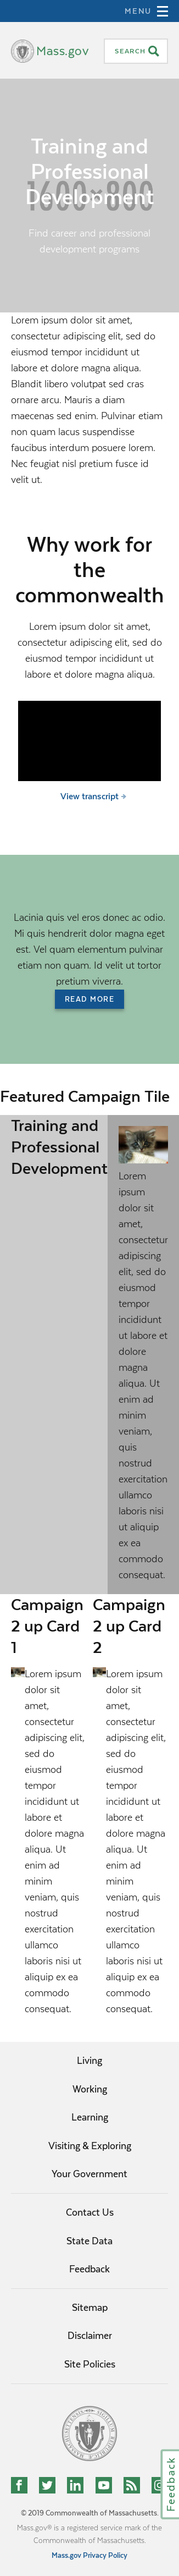 MENU
Mass.gov
SEARCH
Training and
Professional
Development
1600×800
Find career and professional
development programs
Lorem ipsum dolor sit amet,
consectetur adipiscing elit, sed do
eiusmod tempor incididunt ut
labore et dolore magna aliqua.
Blandit libero volutpat sed cras
ornare arcu. Mauris a diam
maecenas sed enim. Pulvinar etiam
non quam lacus suspendisse
faucibus interdum posuere lorem.
Nec feugiat nisl pretium fusce id
velit ut.
Why work for
the
commonwealth
Lorem ipsum dolor sit amet,
consectetur adipiscing elit, sed do
eiusmod tempor incididunt ut
labore et dolore magna aliqua.
View transcript →
Lacinia quis vel eros donec ac odio.
Mi quis hendrerit dolor magna eget
est. Vel quam elementum pulvinar
etiam non quam. Id velit ut tortor
pretium viverra.
READ MORE
Featured Campaign Tile
Training and
Professional
Development
Lorem
ipsum
dolor sit
amet,
consectetur
adipiscing
elit, sed do
eiusmod
tempor
incididunt
ut labore et
dolore
magna
aliqua. Ut
enim ad
minim
veniam,
quis
nostrud
exercitation
ullamco
laboris nisi
ut aliquip
ex ea
commodo
consequat.
Campaign
2 up Card
1
Lorem ipsum
dolor sit
amet,
consectetur
adipiscing elit,
sed do
eiusmod
tempor
incididunt ut
labore et
dolore magna
aliqua. Ut
enim ad
minim
veniam, quis
nostrud
exercitation
ullamco
laboris nisi ut
aliquip ex ea
commodo
consequat.
Campaign
2 up Card
2
Lorem ipsum
dolor sit
amet,
consectetur
adipiscing elit,
sed do
eiusmod
tempor
incididunt ut
labore et
dolore magna
aliqua. Ut
enim ad
minim
veniam, quis
nostrud
exercitation
ullamco
laboris nisi ut
aliquip ex ea
commodo
consequat.
Living
Working
Learning
Visiting & Exploring
Your Government
Contact Us
State Data
Feedback
Sitemap
Disclaimer
Site Policies
Feedback
© 2019 Commonwealth of Massachusetts.
Mass.gov® is a registered service mark of the
Commonwealth of Massachusetts.
Mass.gov Privacy Policy